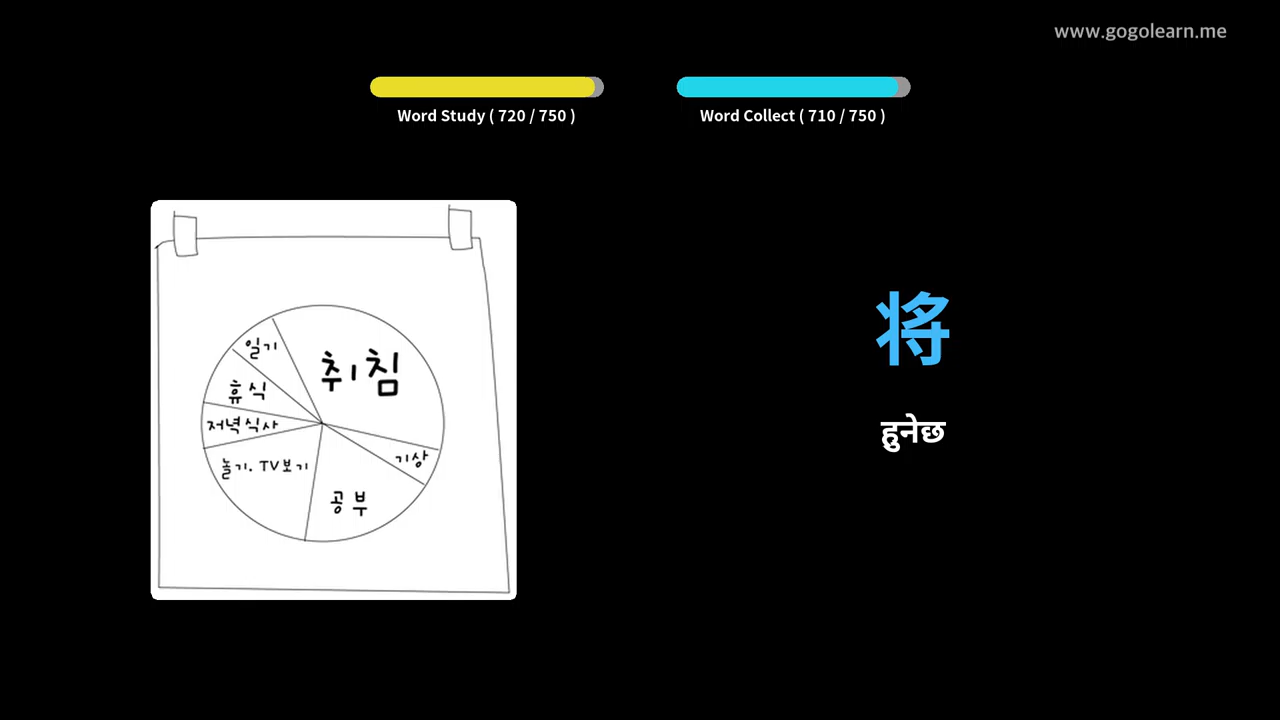 www.gogolearn.me
Word Study ( 720 / 750 )
Word Collect ( 710 / 750 )
일기
취침
휴식
저녁식사
놀기. TV보기
기상
공부
将
हुनेछ